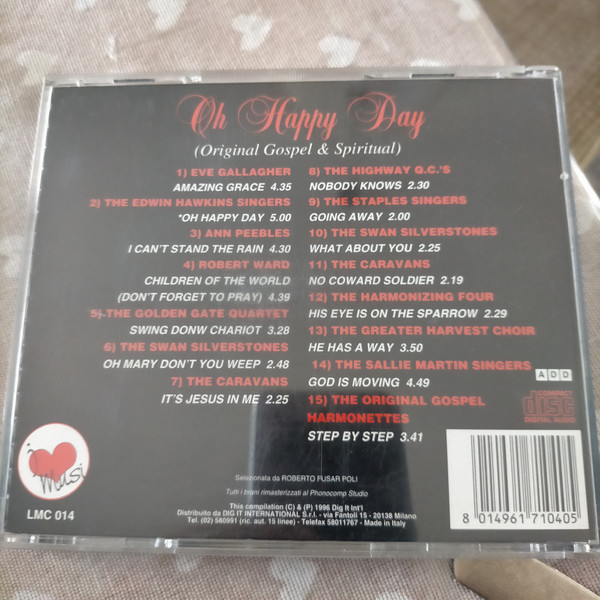 Oh Happy Day
(Original Gospel & Spiritual)
1) EVE GALLAGHER
AMAZING GRACE 4.35
2) THE EDWIN HAWKINS SINGERS
*OH HAPPY DAY 5.00
3) ANN PEEBLES
I CAN'T STAND THE RAIN 4.30
4) ROBERT WARD
CHILDREN OF THE WORLD
(DON'T FORGET TO PRAY) 4.39
5) THE GOLDEN GATE QUARTET
SWING DONW CHARIOT 3.28
6) THE SWAN SILVERSTONES
OH MARY DON'T YOU WEEP 2.48
7) THE CARAVANS
IT'S JESUS IN ME 2.25
8) THE HIGHWAY Q.C.'S
NOBODY KNOWS 2.30
9) THE STAPLES SINGERS
GOING AWAY 2.00
10) THE SWAN SILVERSTONES
WHAT ABOUT YOU 2.25
11) THE CARAVANS
NO COWARD SOLDIER 2.19
12) THE HARMONIZING FOUR
HIS EYE IS ON THE SPARROW 2.29
13) THE GREATER HARVEST CHOIR
HE HAS A WAY 3.50
14) THE SALLIE MARTIN SINGERS
GOD IS MOVING 4.49
15) THE ORIGINAL GOSPEL
HARMONETTES
STEP BY STEP 3.41
A D D
COMPACT
disc
DIGITAL AUDIO
Musi
LMC 014
Selezionata da ROBERTO FUSAR POLI
Tutti i brani rimasterizzati al Phonocomp Studio
This compilation (C) & (P) 1996 Dig It Int'l
Distribuito da DIG IT INTERNATIONAL S.r.l. - via Fantoli 15 - 20138 Milano
Tel. (02) 580991 (ric. aut. 15 linee) - Telefax 58011767 - Made in Italy
8 014961 710405